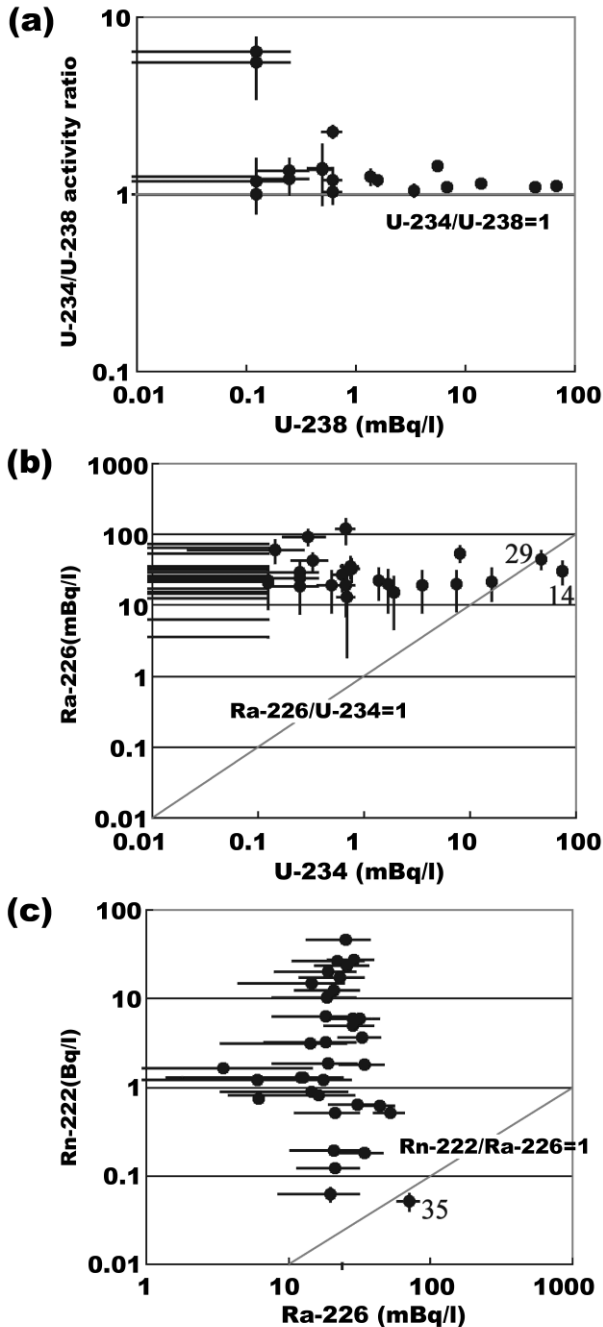 (a)
10
1
0.1
U-234/U-238 activity ratio
U-234/U-238=1
0.01 0.1 1 10 100
U-238 (mBq/l)
(b)
1000
100
10
1
0.1
0.01
Ra-226(mBq/l)
29
14
Ra-226/U-234=1
0.01 0.1 1 10 100
U-234 (mBq/l)
(c)
100
10
1
0.1
0.01
Rn-222(Bq/l)
Rn-222/Ra-226=1
35
1 10 100 1000
Ra-226 (mBq/l)